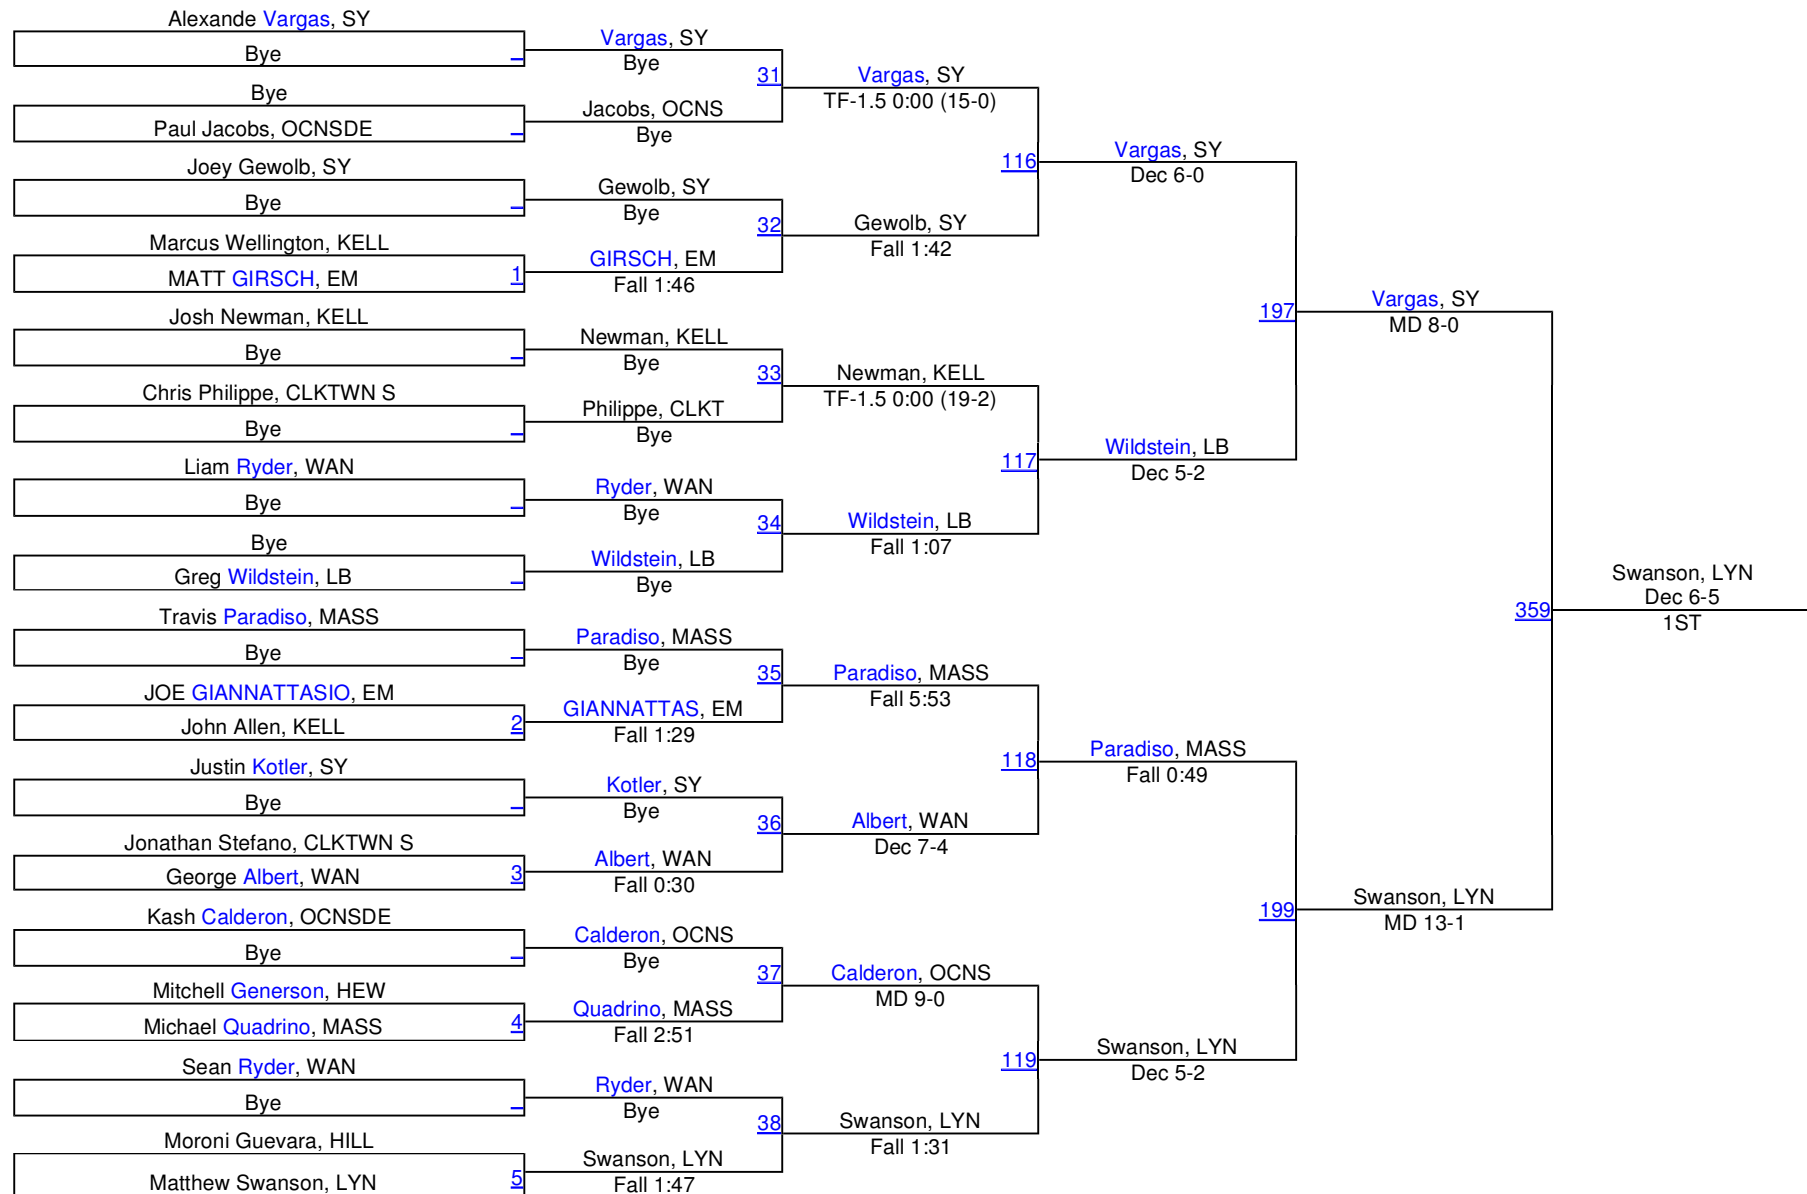 Alexande Vargas, SY
Bye
Bye
Paul Jacobs, OCNSDE
Joey Gewolb, SY
Bye
Marcus Wellington, KELL
MATT GIRSCH, EM 1
Josh Newman, KELL
Bye
Chris Philippe, CLKTWN S
Bye
Liam Ryder, WAN
Bye
Bye
Greg Wildstein, LB
Travis Paradiso, MASS
Bye
JOE GIANNATTASIO, EM
John Allen, KELL 2
Justin Kotler, SY
Bye
Jonathan Stefano, CLKTWN S
George Albert, WAN 3
Kash Calderon, OCNSDE
Bye
Mitchell Generson, HEW
Michael Quadrino, MASS 4
Sean Ryder, WAN
Bye
Moroni Guevara, HILL
Matthew Swanson, LYN 5
Vargas, SY
Bye
31
Jacobs, OCNS
Bye
Gewolb, SY
Bye
32
GIRSCH, EM
Fall 1:46
Newman, KELL
Bye
33
Philippe, CLKT
Bye
Ryder, WAN
Bye
34
Wildstein, LB
Bye
Paradiso, MASS
Bye
35
GIANNATTAS, EM
Fall 1:29
Kotler, SY
Bye
36
Albert, WAN
Fall 0:30
Calderon, OCNS
Bye
37
Quadrino, MASS
Fall 2:51
Ryder, WAN
Bye
38
Swanson, LYN
Fall 1:47
Vargas, SY
TF-1.5 0:00 (15-0)
116
Gewolb, SY
Fall 1:42
Newman, KELL
TF-1.5 0:00 (19-2)
117
Wildstein, LB
Fall 1:07
Paradiso, MASS
Fall 5:53
118
Albert, WAN
Dec 7-4
Calderon, OCNS
MD 9-0
119
Swanson, LYN
Fall 1:31
Vargas, SY
Dec 6-0
197
Wildstein, LB
Dec 5-2
Paradiso, MASS
Fall 0:49
199
Swanson, LYN
Dec 5-2
Vargas, SY
MD 8-0
359
Swanson, LYN
MD 13-1
Swanson, LYN
Dec 6-5
1ST